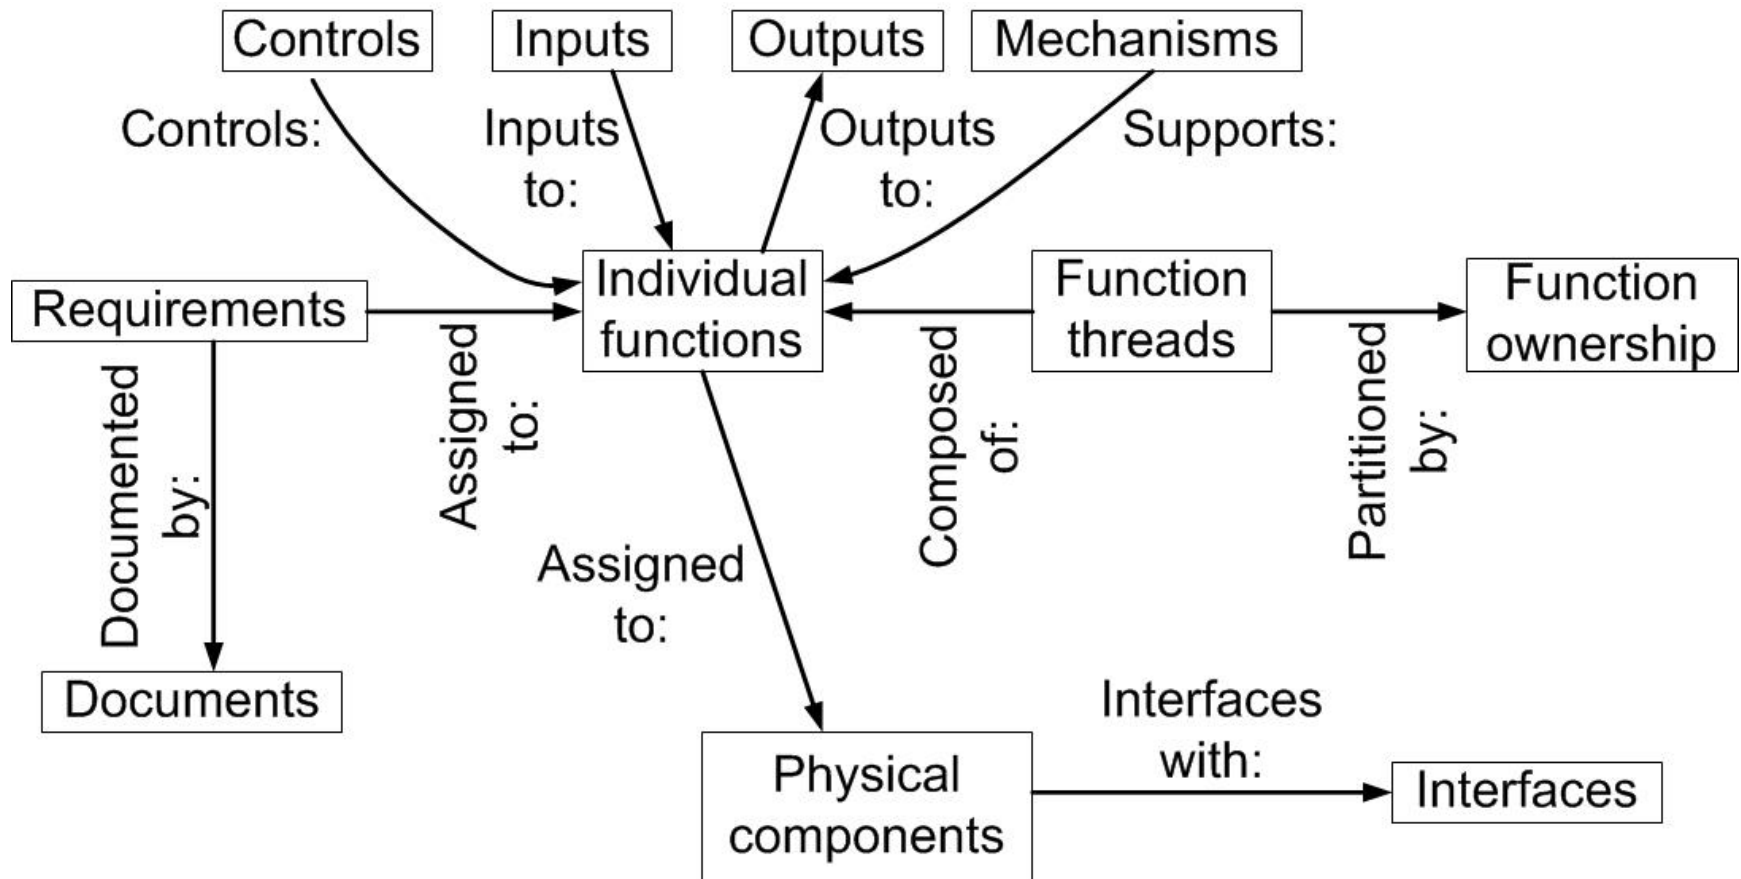 Controls
Inputs
Outputs
Mechanisms
Controls:
Inputs
to:
Outputs
to:
Supports:
Requirements
Individual
functions
Function
threads
Function
ownership
Documented
by:
Assigned
to:
Composed
of:
Partitioned
by:
Assigned
to:
Documents
Physical
components
Interfaces
with:
Interfaces